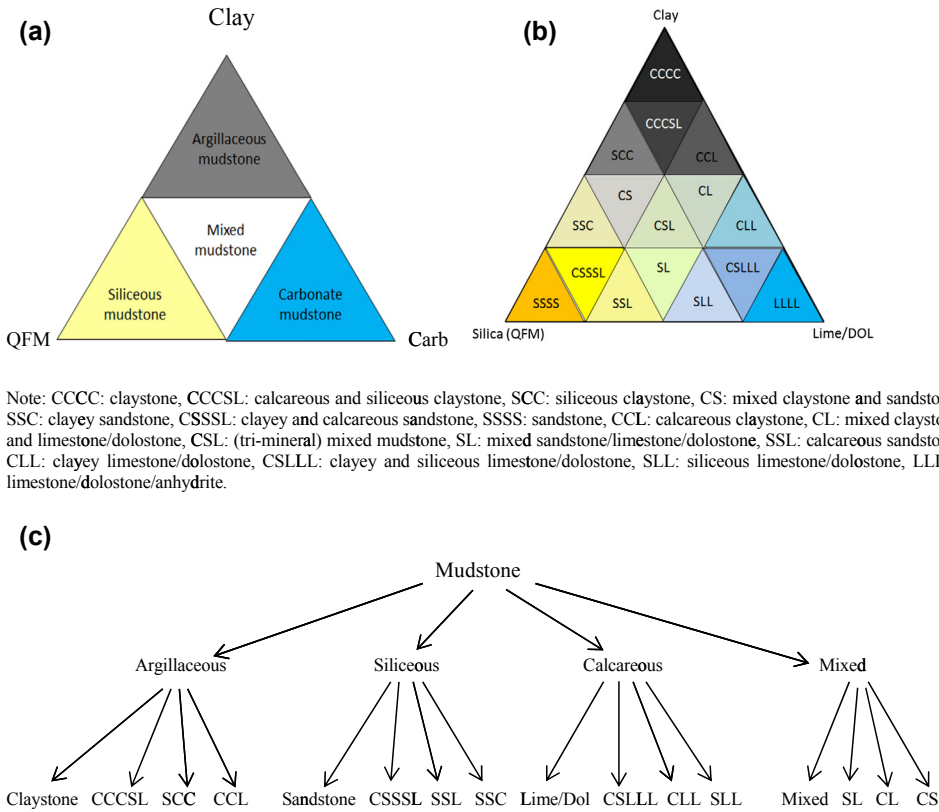 (a)
Clay
Argillaceous
mudstone
Mixed
mudstone
Siliceous
mudstone
Carbonate
mudstone
QFM
Carb
(b)
Clay
CCCC
CCCSL
SCC
CCL
CS
CL
SSC
CSL
CLL
CSSSL
SL
CSLLL
SSSS
SSL
SLL
LLLL
Silica (QFM)
Lime/DOL
Note: CCCC: claystone, CCCSL: calcareous and siliceous claystone, SCC: siliceous claystone, CS: mixed claystone and sandsto
SSC: clayey sandstone, CSSSL: clayey and calcareous sandstone, SSSS: sandstone, CCL: calcareous claystone, CL: mixed claysto
and limestone/dolostone, CSL: (tri-mineral) mixed mudstone, SL: mixed sandstone/limestone/dolostone, SSL: calcareous sandsto
CLL: clayey limestone/dolostone, CSLLL: clayey and siliceous limestone/dolostone, SLL: siliceous limestone/dolostone, LLL
limestone/dolostone/anhydrite.
(c)
Mudstone
Argillaceous Siliceous Calcareous Mixed
Claystone CCCSL SCC CCL Sandstone CSSSL SSL SSC Lime/Dol CSLLL CLL SLL Mixed SL CL CS